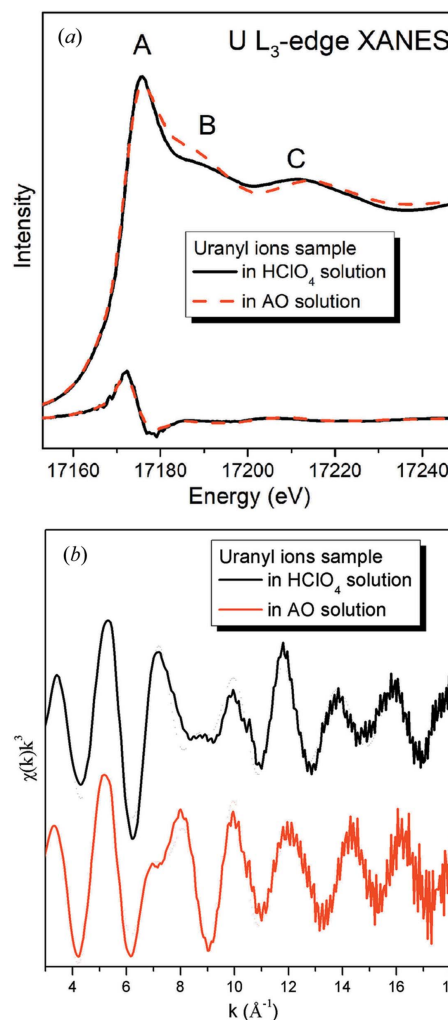 (a)
U L₃-edge XANES
A
B
C
Intensity
Uranyl ions sample
in HClO₄ solution
in AO solution
17160 17180 17200 17220 17240
Energy (eV)
(b)
Uranyl ions sample
in HClO₄ solution
in AO solution
χ(k)k³
4 6 8 10 12 14 16 18
k (Å⁻¹)